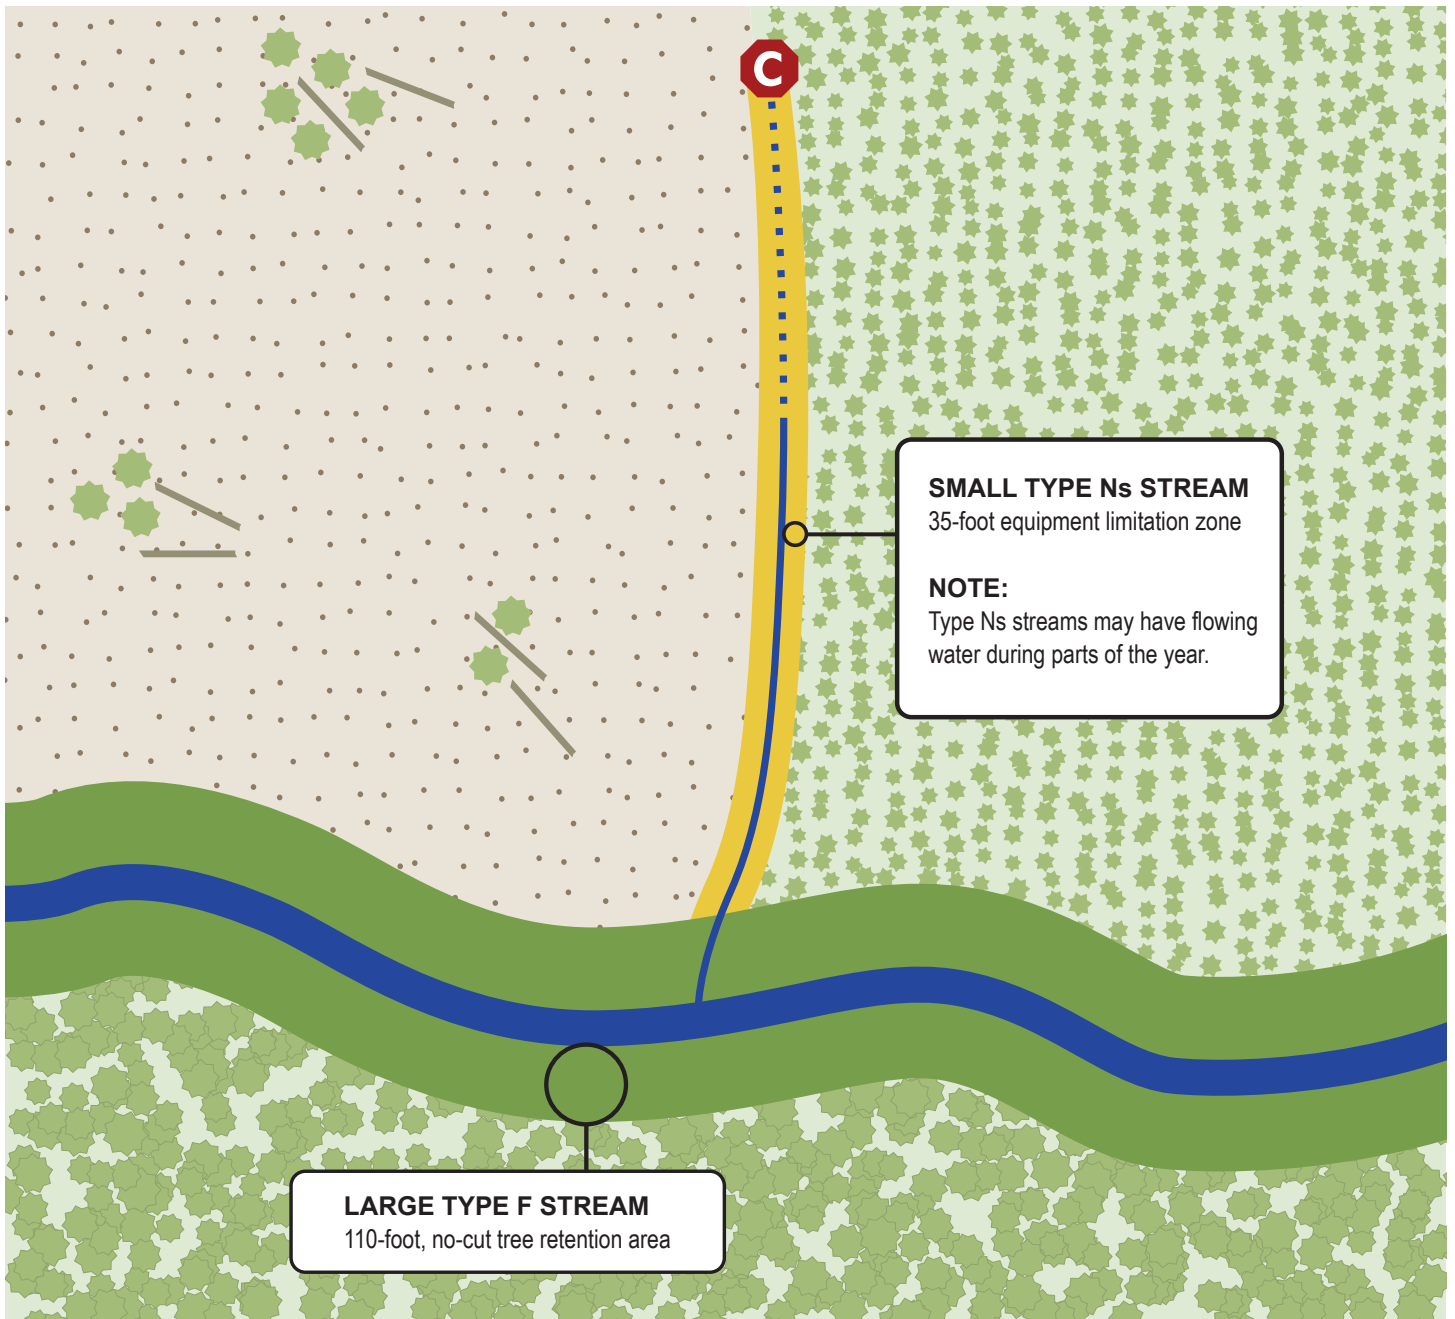 C
SMALL TYPE Ns STREAM
35-foot equipment limitation zone
NOTE:
Type Ns streams may have flowing
water during parts of the year.
LARGE TYPE F STREAM
110-foot, no-cut tree retention area